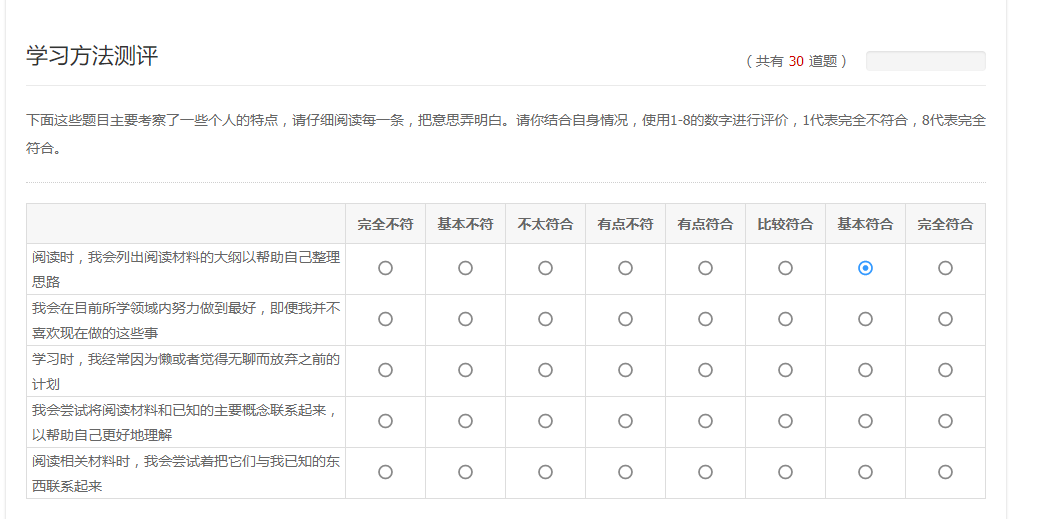 学习方法测评
（共有 30 道题）
下面这些题目主要考察了一些个人的特点，请仔细阅读每一条，把意思弄明白。请你结合自身情况，使用1-8的数字进行评价，1代表完全不符合，8代表完全
符合。
完全不符 基本不符 不太符合 有点不符 有点符合 比较符合 基本符合 完全符合
阅读时，我会列出阅读材料的大纲以帮助自己整理
思路
我会在目前所学领域内努力做到最好，即便我并不
喜欢现在做的这些事
学习时，我经常因为懒或者觉得无聊而放弃之前的
计划
我会尝试将阅读材料和已知的主要概念联系起来，
以帮助自己更好地理解
阅读相关材料时，我会尝试着把它们与我已知的东
西联系起来